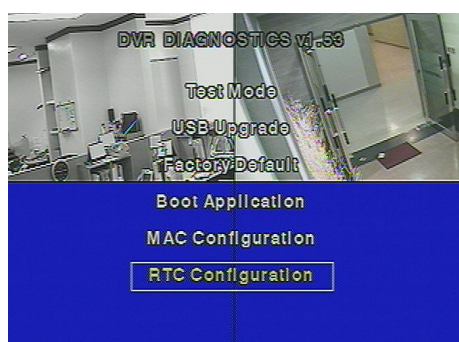 DVR DIAGNOSTICS v1.53
Test Mode
USB Upgrade
Factory Default
Boot Application
MAC Configuration
RTC Configuration